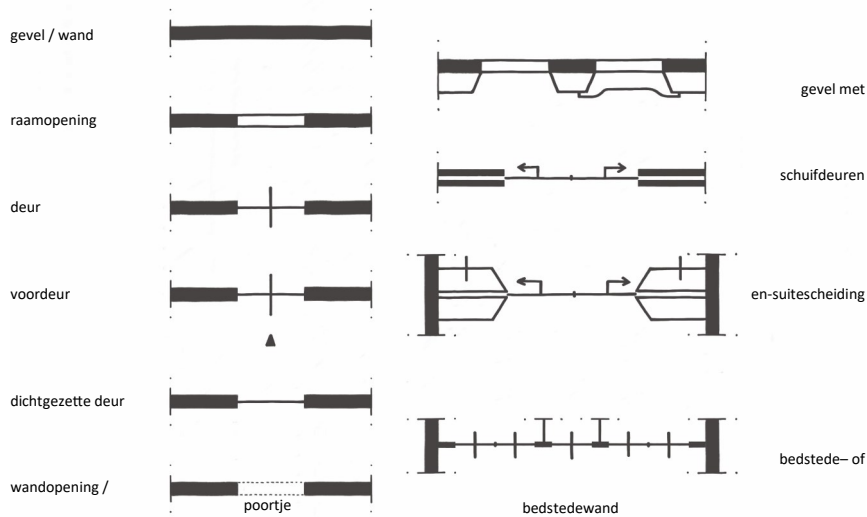 gevel / wand
raamopening
deur
voordeur
dichtgezette deur
wandopening /
poortje
gevel met
schuifdeuren
en-suitescheiding
bedstede– of
bedstedewand